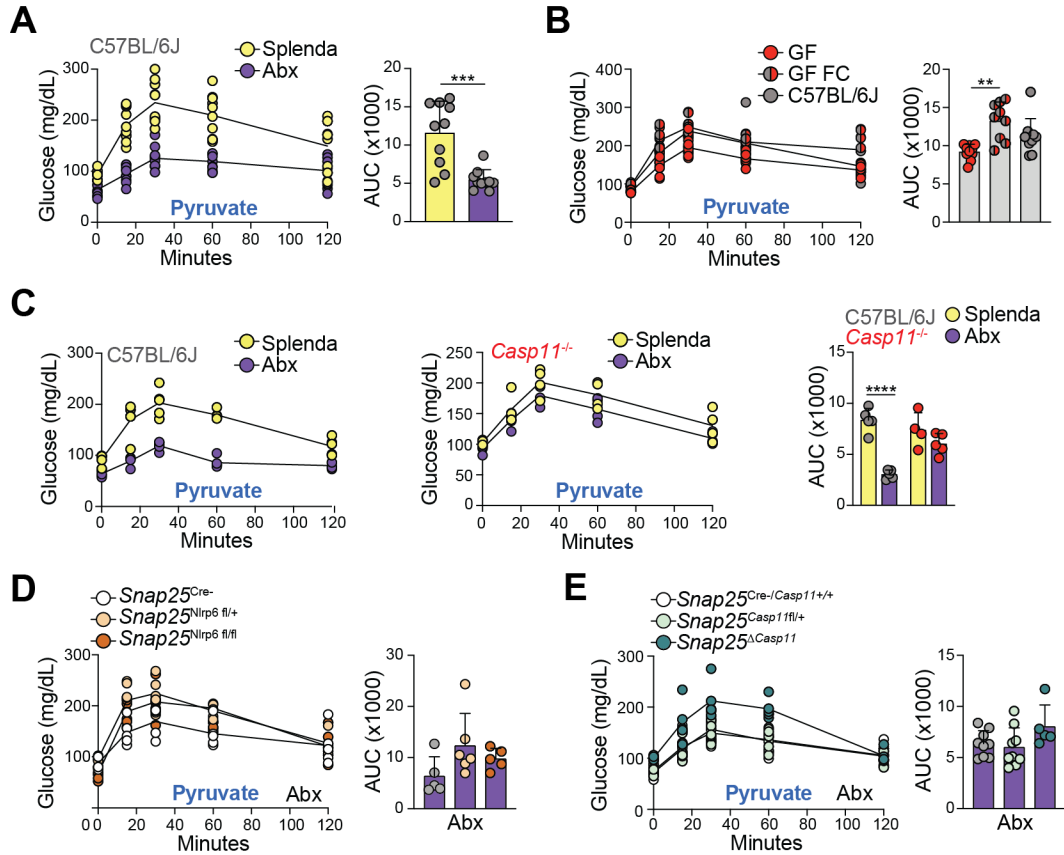 A
C57BL/6J
Splenda
Abx
Glucose (mg/dL)
300
200
100
0
Pyruvate
0 20 40 60 80 100 120
Minutes
AUC (x1000)
20
15
10
5
0
***
B
GF
GF FC
C57BL/6J
Glucose (mg/dL)
400
300
200
100
0
Pyruvate
0 20 40 60 80 100 120
Minutes
AUC (x1000)
20
15
10
5
0
**
C
C57BL/6J
Splenda
Abx
Glucose (mg/dL)
300
200
100
0
Pyruvate
0 20 40 60 80 100 120
Minutes
Casp11-/-
Splenda
Abx
Glucose (mg/dL)
250
200
150
100
50
0
Pyruvate
0 20 40 60 80 100 120
Minutes
C57BL/6J
Casp11-/-
Splenda
Abx
AUC (x1000)
15
10
5
0
****
D
Snap25Cre-
Snap25Nlrp6 fl/+
Snap25Nlrp6 fl/fl
Glucose (mg/dL)
300
200
100
0
Pyruvate
Abx
0 20 40 60 80 100 120
Minutes
AUC (x1000)
30
20
10
0
Abx
E
Snap25Cre-/Casp11+/+
Snap25Casp11fl/+
Snap25ΔCasp11
Glucose (mg/dL)
300
200
100
0
Pyruvate
Abx
0 20 40 60 80 100 120
Minutes
AUC (x1000)
15
10
5
0
Abx